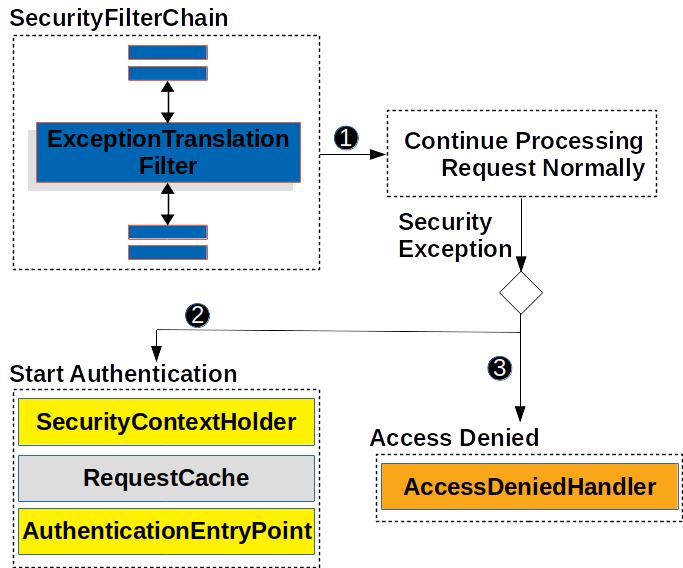 SecurityFilterChain
ExceptionTranslation
Filter
1
Continue Processing
Request Normally
Security
Exception
2
3
Start Authentication
SecurityContextHolder
RequestCache
AuthenticationEntryPoint
Access Denied
AccessDeniedHandler